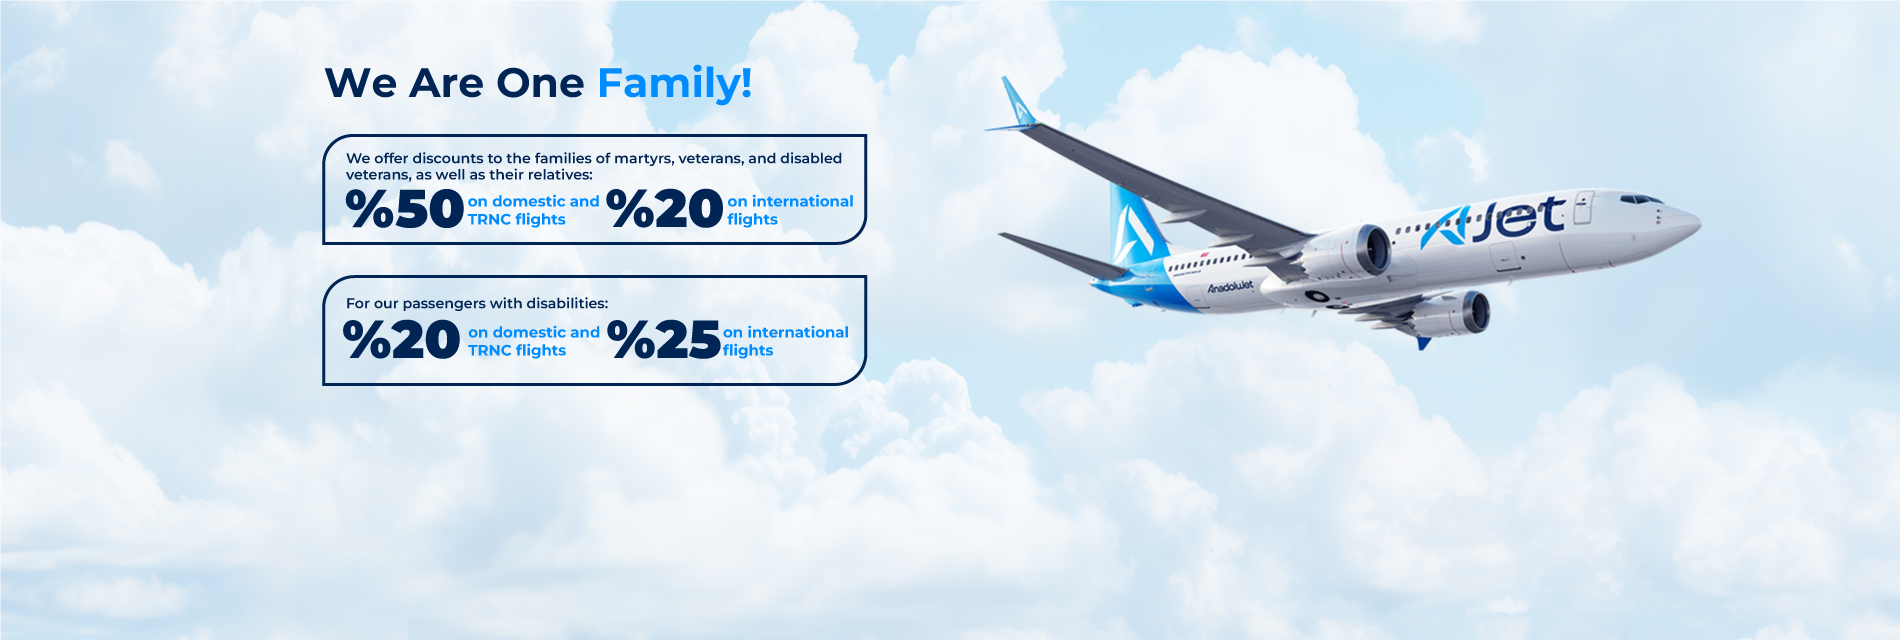 We Are One Family!
We offer discounts to the families of martyrs, veterans, and disabled
veterans, as well as their relatives:
%50 on domestic and
TRNC flights
%20 on international
flights
For our passengers with disabilities:
%20 on domestic and
TRNC flights
%25 on international
flights
AJet
AnadoluJet